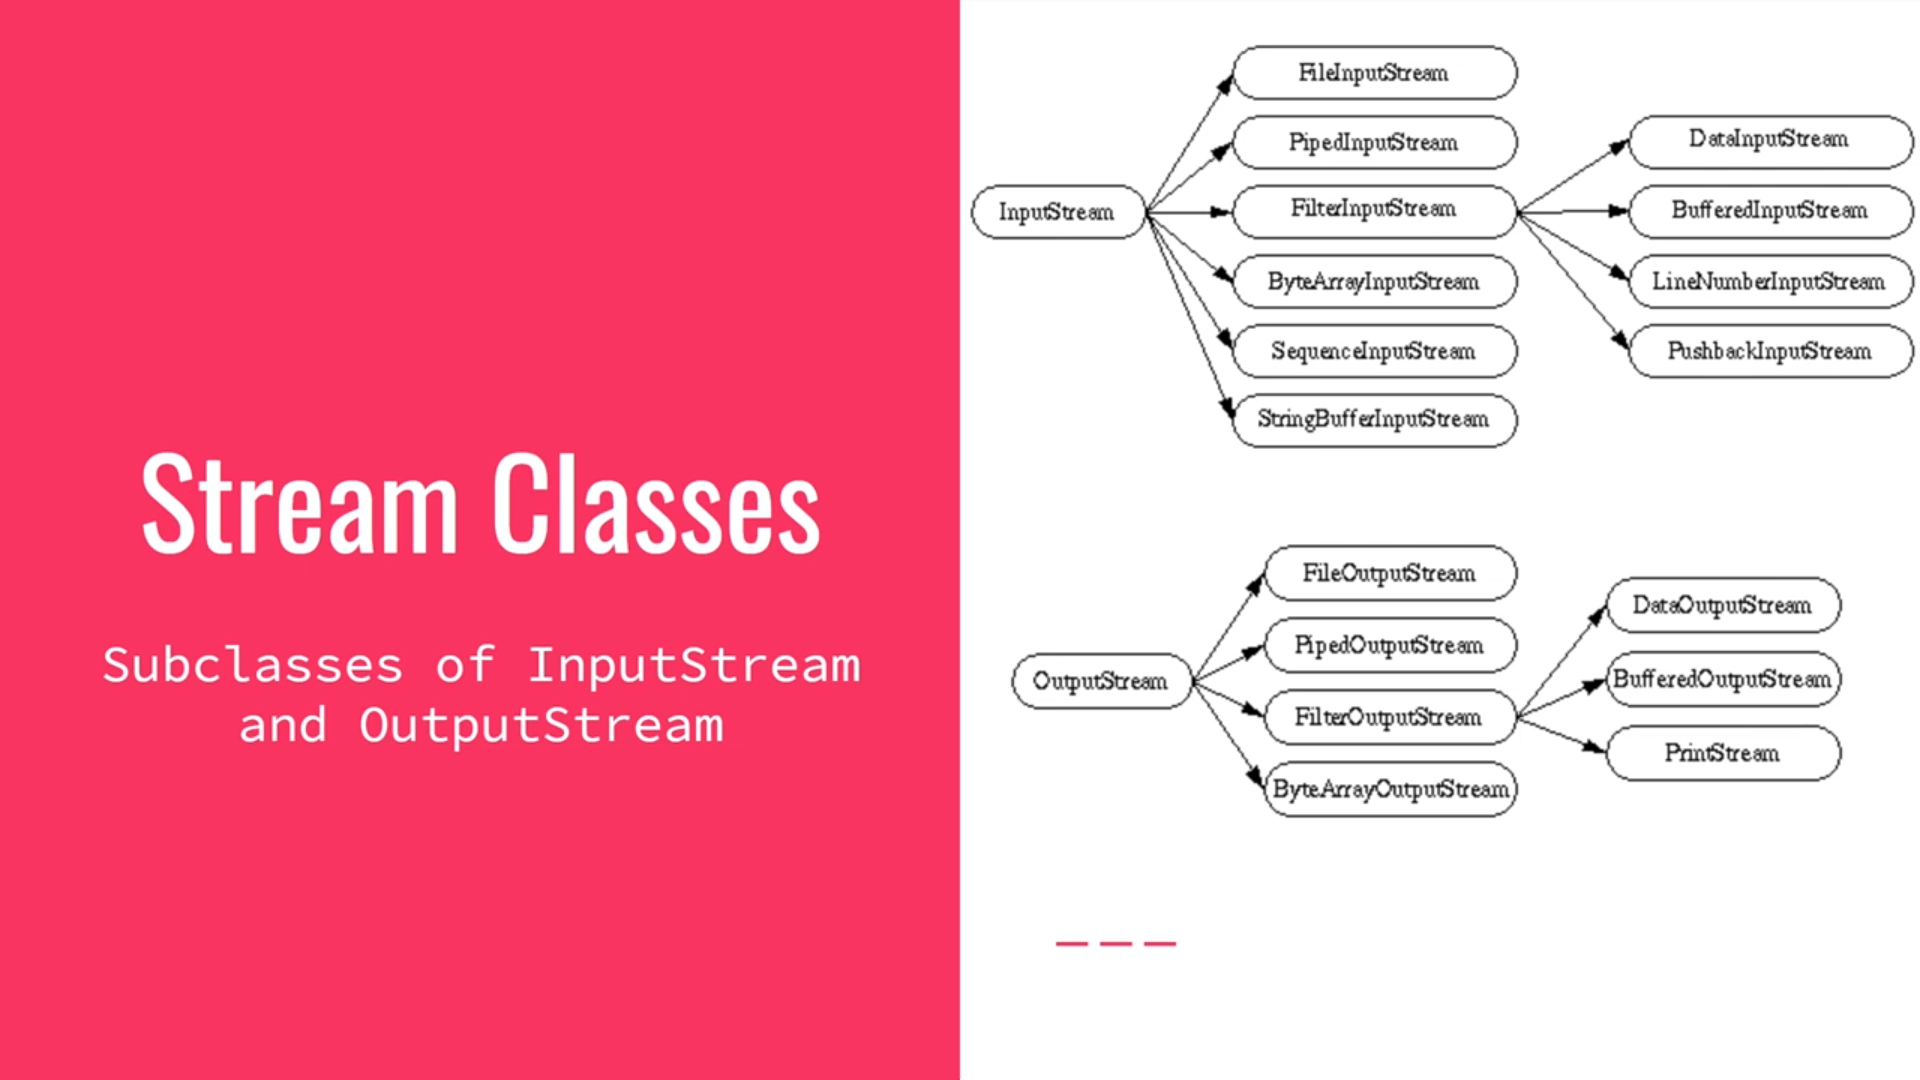 Stream Classes
Subclasses of InputStream
and OutputStream
InputStream
FileInputStream
PipedInputStream
FilterInputStream
ByteArrayInputStream
SequenceInputStream
StringBufferInputStream
DataInputStream
BufferedInputStream
LineNumberInputStream
PushbackInputStream
OutputStream
FileOutputStream
PipedOutputStream
FilterOutputStream
ByteArrayOutputStream
DataOutputStream
BufferedOutputStream
PrintStream